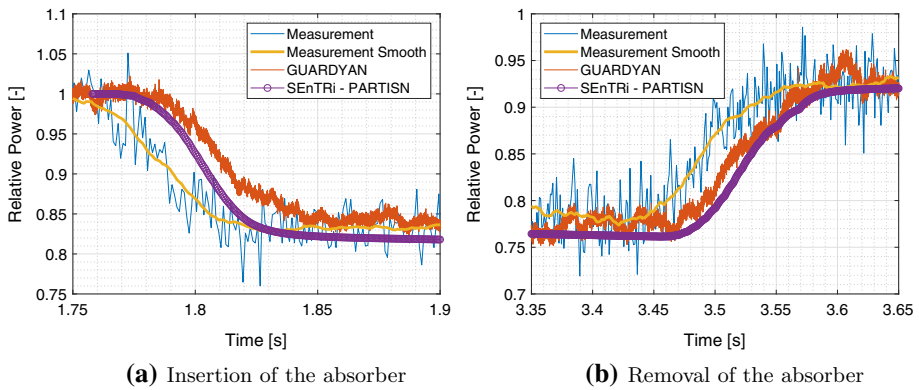 1.1
1.05
1
0.95
0.9
0.85
0.8
0.75
Relative Power [-]
1.75
1.8
1.85
1.9
Time [s]
Measurement
Measurement Smooth
GUARDYAN
SEnTRi - PARTISN
(a) Insertion of the absorber
1
0.95
0.9
0.85
0.8
0.75
0.7
Relative Power [-]
3.35
3.4
3.45
3.5
3.55
3.6
3.65
Time [s]
Measurement
Measurement Smooth
GUARDYAN
SEnTRi - PARTISN
(b) Removal of the absorber